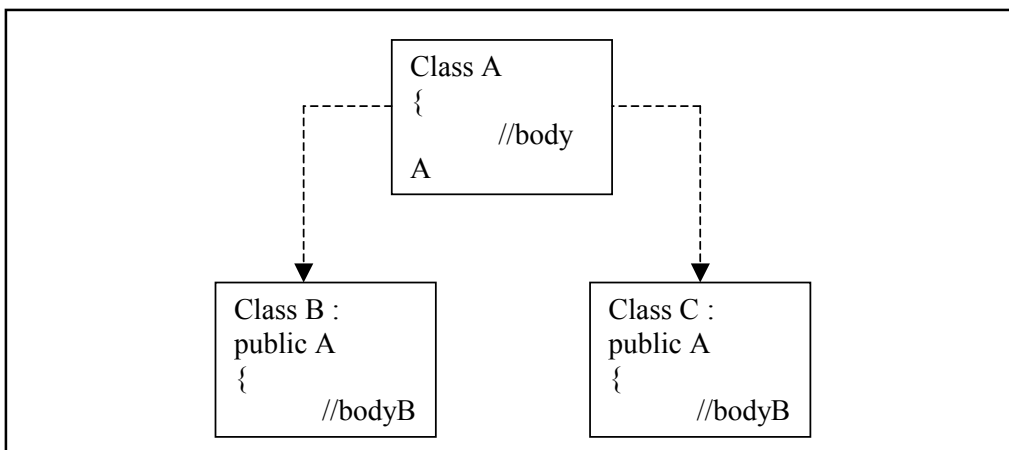 Class A
{
//body
A
Class B :
public A
{
//bodyB
Class C :
public A
{
//bodyB